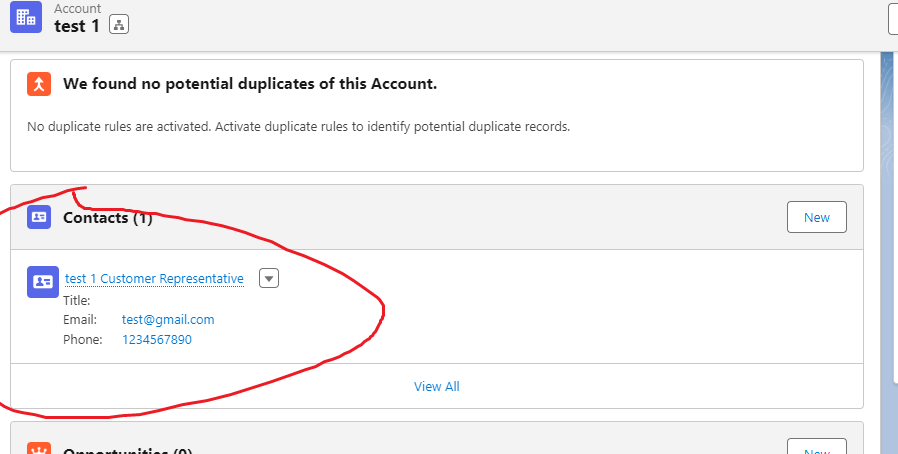 Account
test 1
We found no potential duplicates of this Account.
No duplicate rules are activated. Activate duplicate rules to identify potential duplicate records.
Contacts (1)
New
test 1 Customer Representative
Title:
Email: test@gmail.com
Phone: 1234567890
View All
Opportunities (0)
New